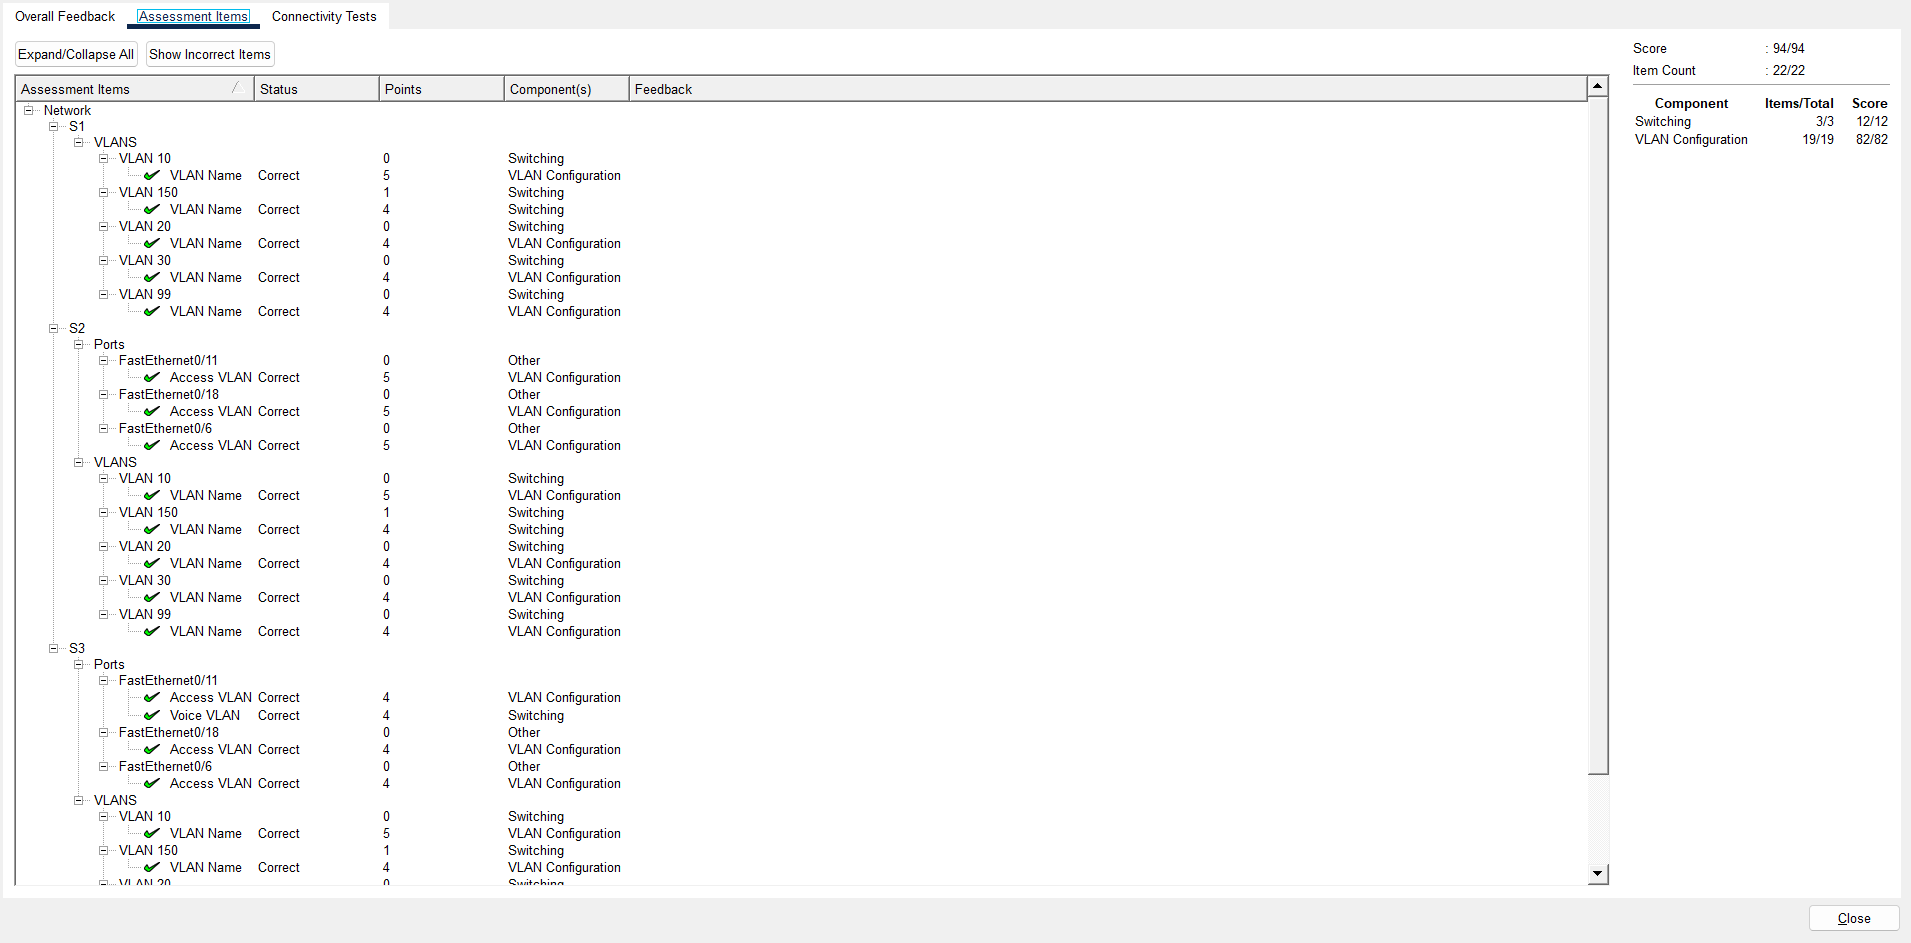 Overall Feedback Assessment Items Connectivity Tests
Expand/Collapse All Show Incorrect Items
Assessment Items Status Points Component(s) Feedback
Network
S1
VLANS
VLAN 10 0 Switching
VLAN Name Correct 5 VLAN Configuration
VLAN 150 1 Switching
VLAN Name Correct 4 Switching
VLAN 20 0 Switching
VLAN Name Correct 4 VLAN Configuration
VLAN 30 0 Switching
VLAN Name Correct 4 VLAN Configuration
VLAN 99 0 Switching
VLAN Name Correct 4 VLAN Configuration
S2
Ports
FastEthernet0/11 0 Other
Access VLAN Correct 5 VLAN Configuration
FastEthernet0/18 0 Other
Access VLAN Correct 5 VLAN Configuration
FastEthernet0/6 0 Other
Access VLAN Correct 5 VLAN Configuration
VLANS
VLAN 10 0 Switching
VLAN Name Correct 5 VLAN Configuration
VLAN 150 1 Switching
VLAN Name Correct 4 Switching
VLAN 20 0 Switching
VLAN Name Correct 4 VLAN Configuration
VLAN 30 0 Switching
VLAN Name Correct 4 VLAN Configuration
VLAN 99 0 Switching
VLAN Name Correct 4 VLAN Configuration
S3
Ports
FastEthernet0/11
Access VLAN Correct 4 VLAN Configuration
Voice VLAN Correct 4 Switching
FastEthernet0/18 0 Other
Access VLAN Correct 4 VLAN Configuration
FastEthernet0/6 0 Other
Access VLAN Correct 4 VLAN Configuration
VLANS
VLAN 10 0 Switching
VLAN Name Correct 5 VLAN Configuration
VLAN 150 1 Switching
VLAN Name Correct 4 VLAN Configuration
VLAN 20 0 Switching
Score : 94/94
Item Count : 22/22
Component Items/Total Score
Switching 3/3 12/12
VLAN Configuration 19/19 82/82
Close